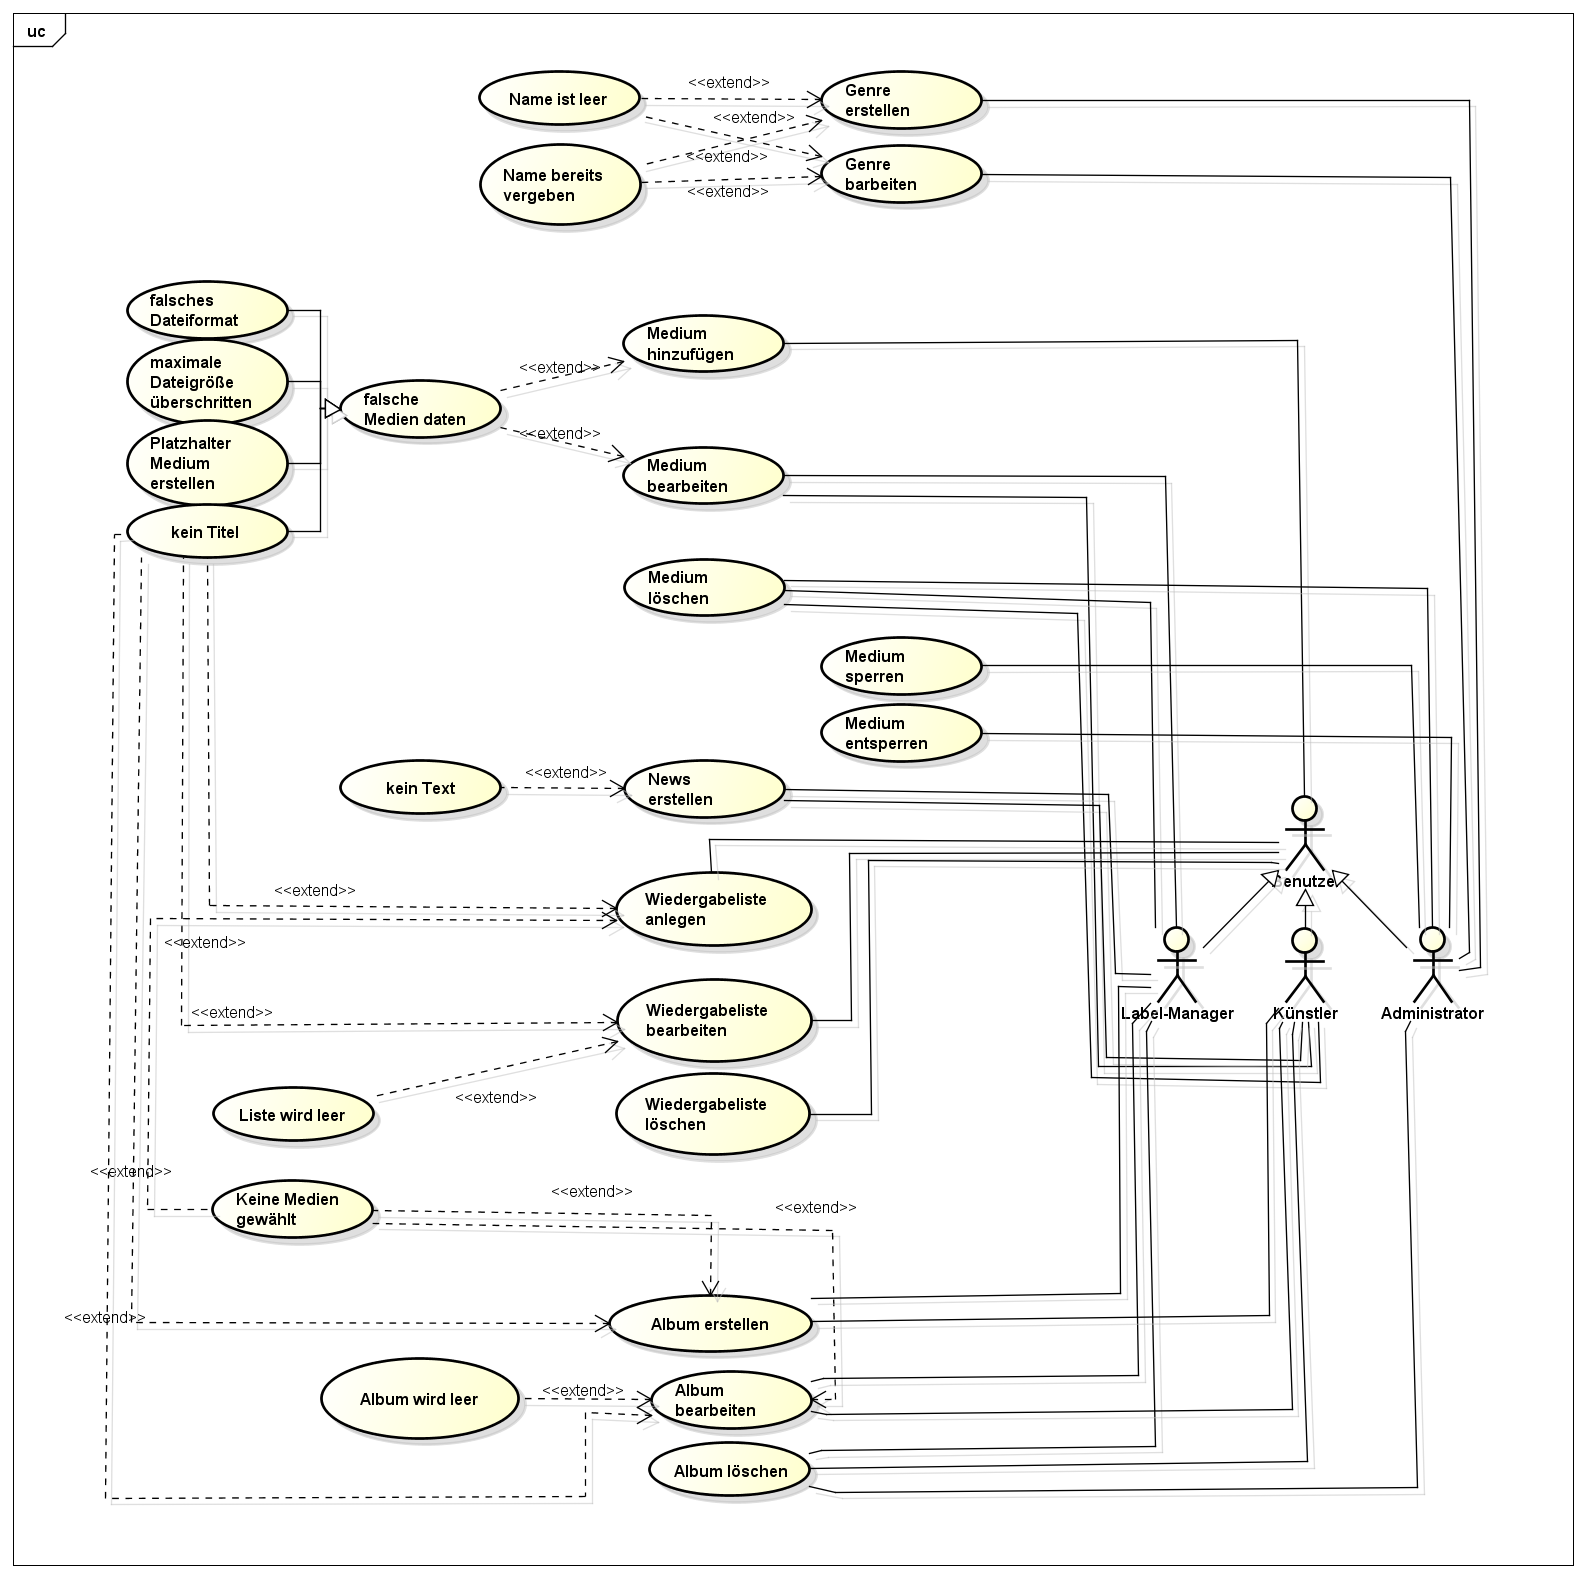 uc
Name ist leer
<<extend>>
Genre
erstellen
<<extend>>
Name bereits
vergeben
<<extend>>
Genre
barbeiten
<<extend>>
falsches
Dateiformat
maximale
Dateigröße
überschritten
Platzhalter
Medium
erstellen
kein Titel
falsche
Medien daten
<<extend>>
Medium
hinzufügen
<<extend>>
Medium
bearbeiten
Medium
löschen
Medium
sperren
Medium
entsperren
kein Text
<<extend>>
News
erstellen
Benutzer
<<extend>>
Wiedergabeliste
anlegen
<<extend>>
<<extend>>
Wiedergabeliste
bearbeiten
Label-Manager
Künstler
Administrator
Liste wird leer
<<extend>>
Wiedergabeliste
löschen
<<extend>>
Keine Medien
gewählt
<<extend>>
<<extend>>
<<extend>>
Album erstellen
Album wird leer
<<extend>>
Album
bearbeiten
Album löschen